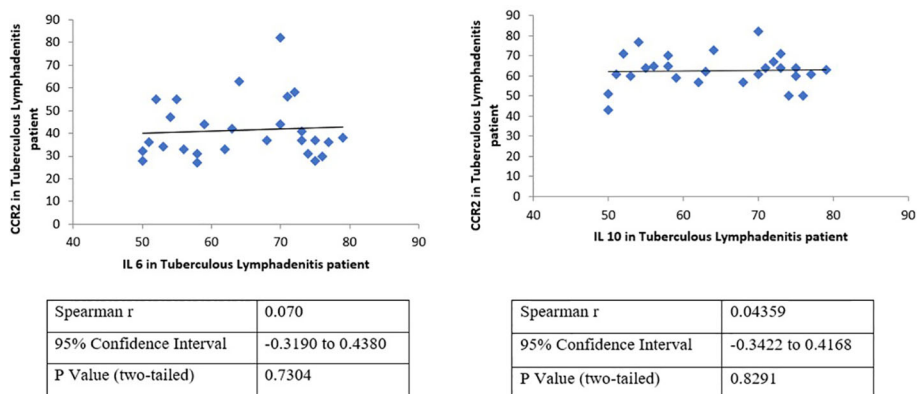 CCR2 in Tuberculous Lymphadenitis
patient
90
80
70
60
50
40
30
20
10
0
40
50
60
70
80
90
IL 6 in Tuberculous Lymphadenitis patient
CCR2 in Tuberculous Lymphadenitis
patient
90
80
70
60
50
40
30
20
10
0
40
50
60
70
80
90
IL 10 in Tuberculous Lymphadenitis patient
Spearman r 0.070
95% Confidence Interval -0.3190 to 0.4380
P Value (two-tailed) 0.7304
Spearman r 0.04359
95% Confidence Interval -0.3422 to 0.4168
P Value (two-tailed) 0.8291